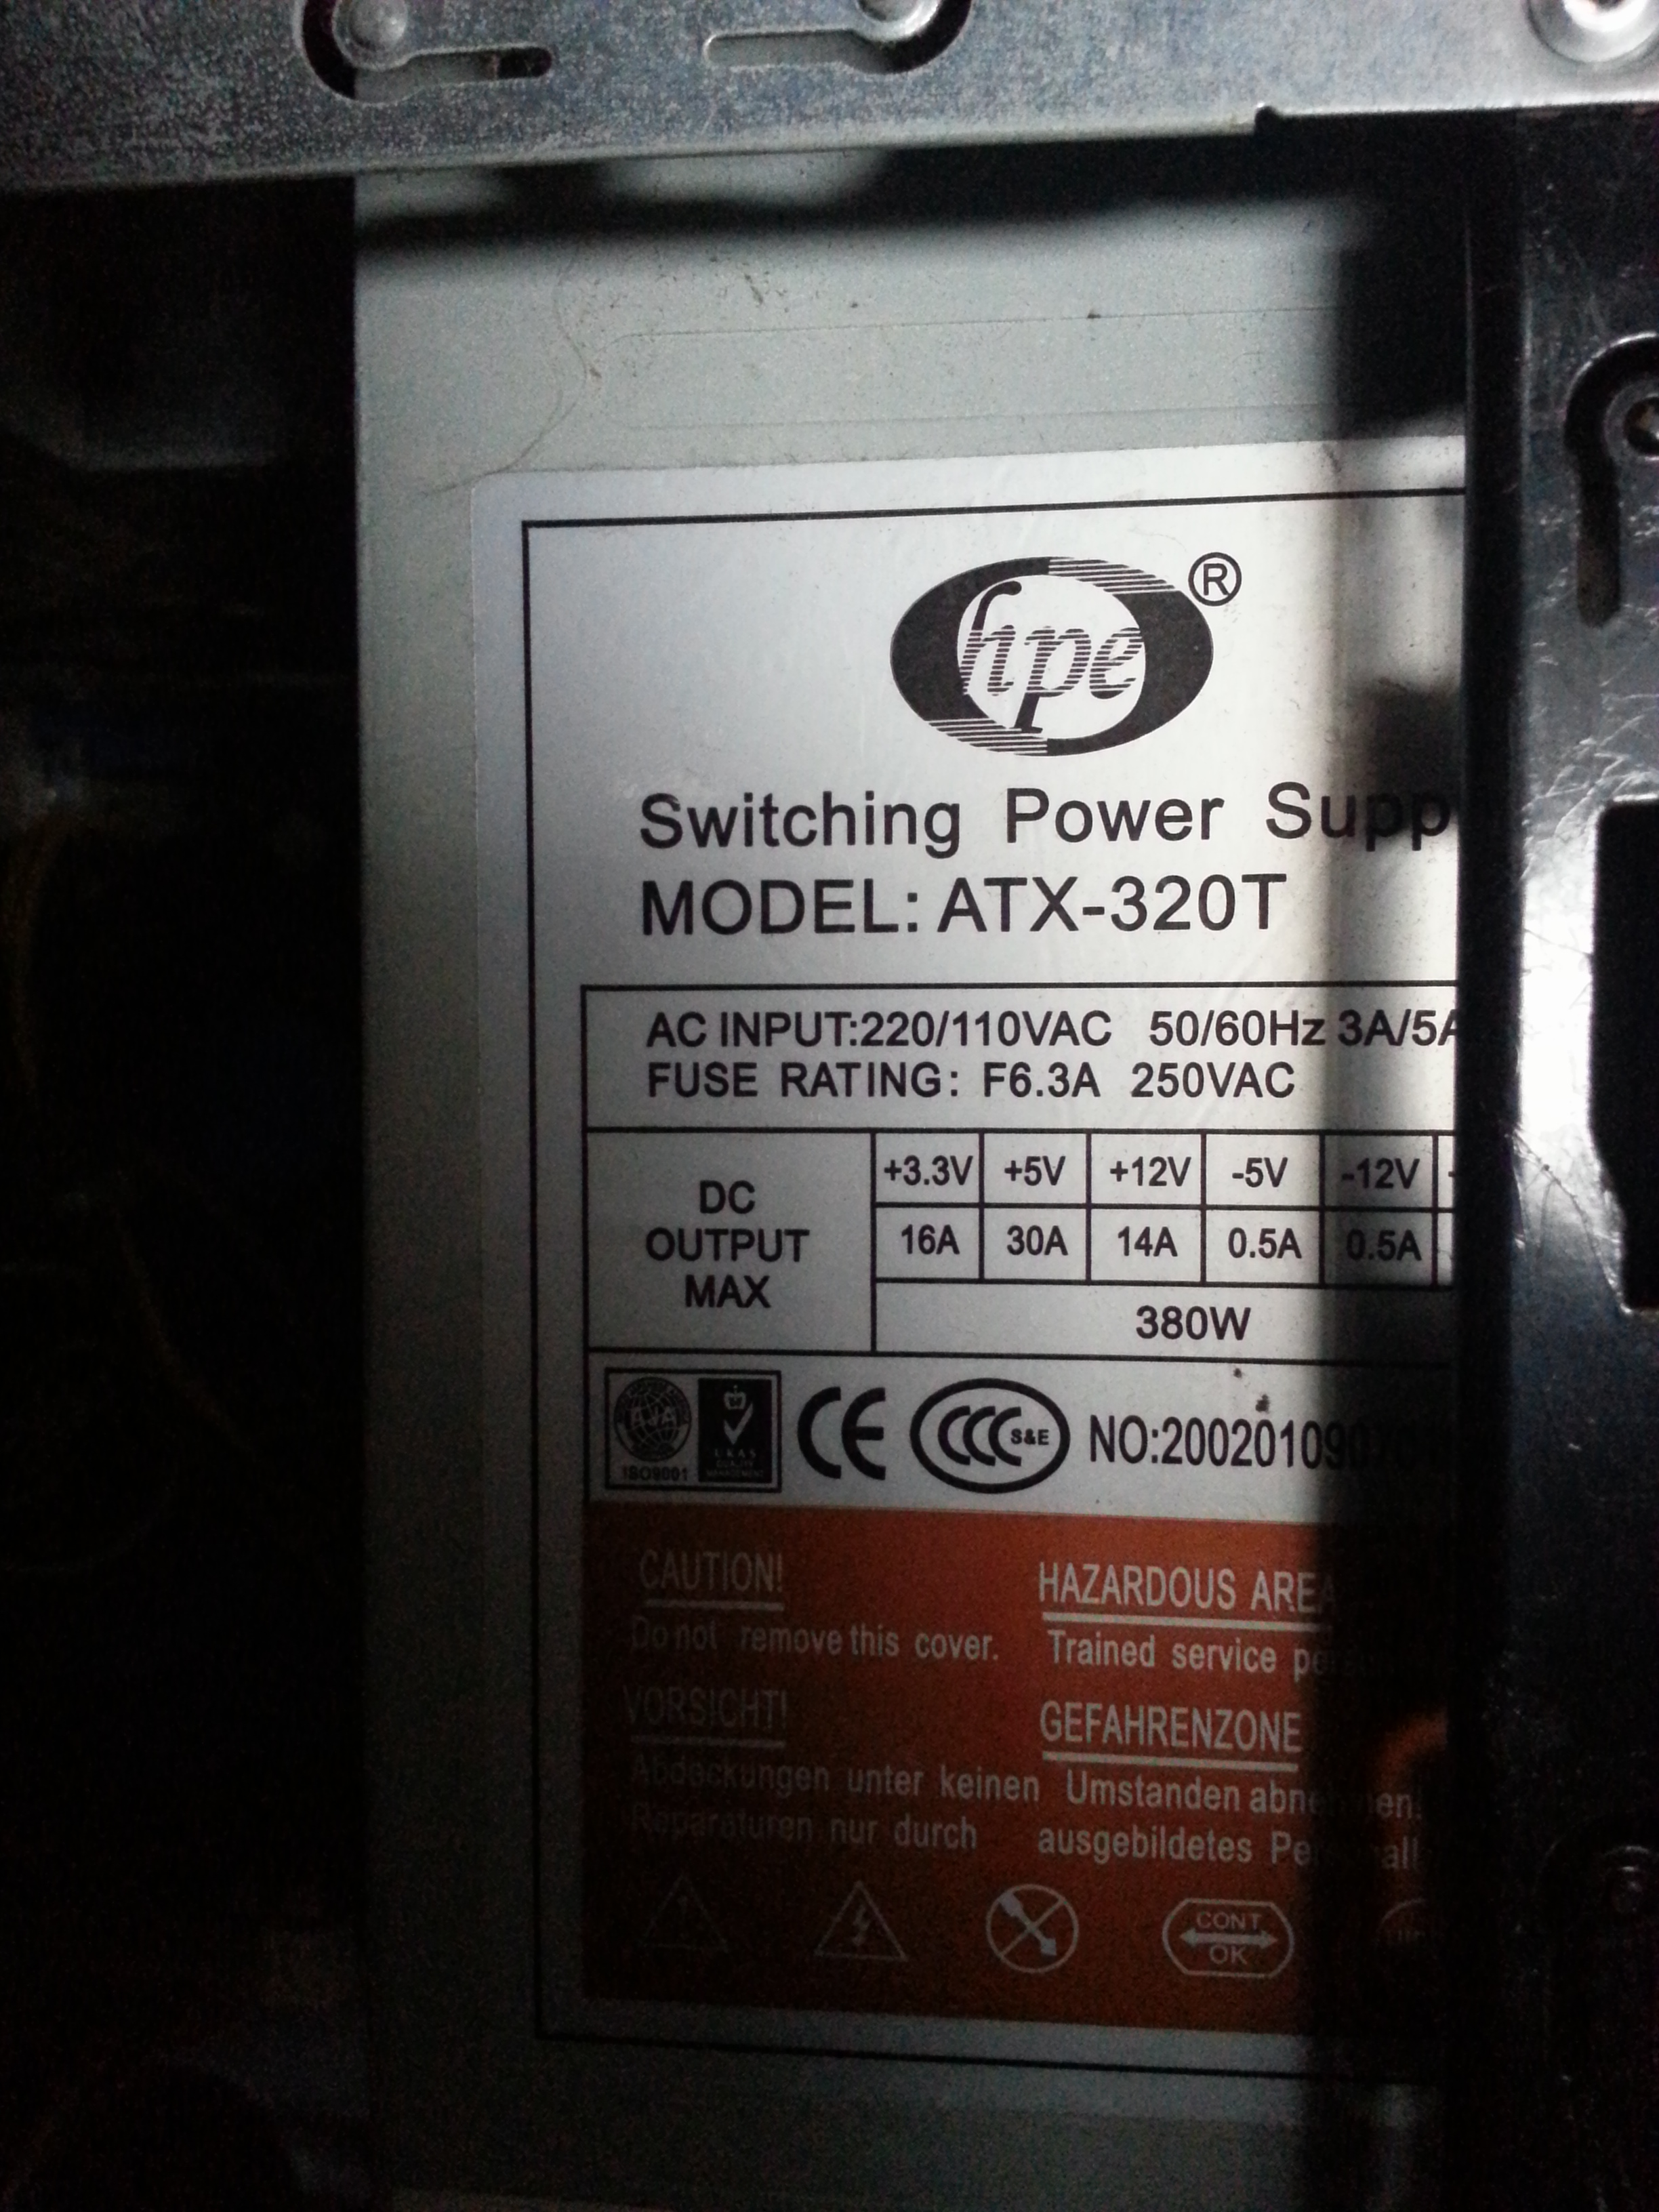 hpe ®
Switching Power Supp
MODEL: ATX-320T
AC INPUT:220/110VAC 50/60Hz 3A/5A
FUSE RATING: F6.3A 250VAC
DC OUTPUT MAX
+3.3V +5V +12V -5V -12V
16A 30A 14A 0.5A 0.5A
380W
AJA ISO9001
UKAS QUALITY MANAGEMENT
CE
CCC S&E
NO:200201090
CAUTION! HAZARDOUS AREA
Do not remove this cover. Trained service
VORSICHT! GEFAHRENZONE
Abdeckungen unter keinen Umstanden
Reparaturen nur durch ausgebildetes
CONT
OK